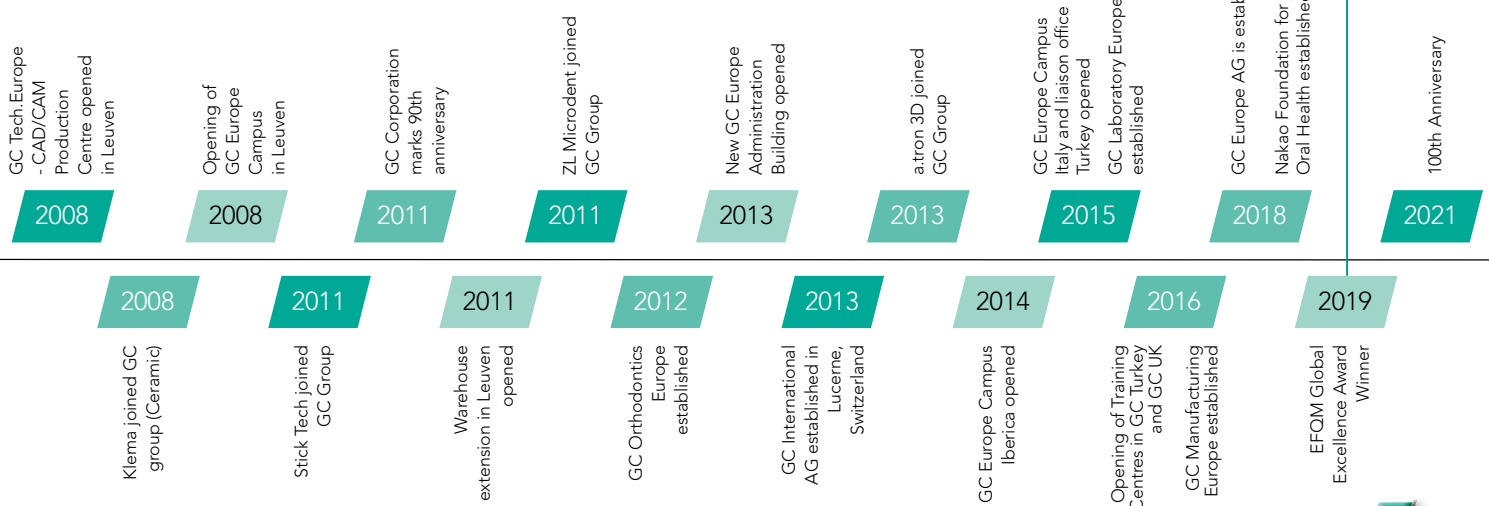 GC Tech.Europe
- CAD/CAM
Production
Centre opened
in Leuven
2008
Klema joined GC
group (Ceramic)
2008
Opening of
GC Europe
Campus
in Leuven
2008
Stick Tech joined
GC Group
2011
GC Corporation
marks 90th
anniversary
2011
Warehouse
extension in Leuven
opened
2011
ZL Microdent joined
GC Group
2011
GC Orthodontics
Europe
established
2012
New GC Europe
Administration
Building opened
2013
GC International
AG established in
Lucerne,
Switzerland
2013
a.tron 3D joined
GC Group
2013
GC Europe Campus
Iberica opened
2014
GC Europe Campus
Italy and liaison office
Turkey opened
GC Laboratory Europe
established
2015
Opening of Training
Centres in GC Turkey
and GC UK
GC Manufacturing
Europe established
2016
GC Europe AG is
Nakao Foundation for
Oral Health
2018
EFQM Global
Excellence Award
Winner
2019
100th Anniversary
2021